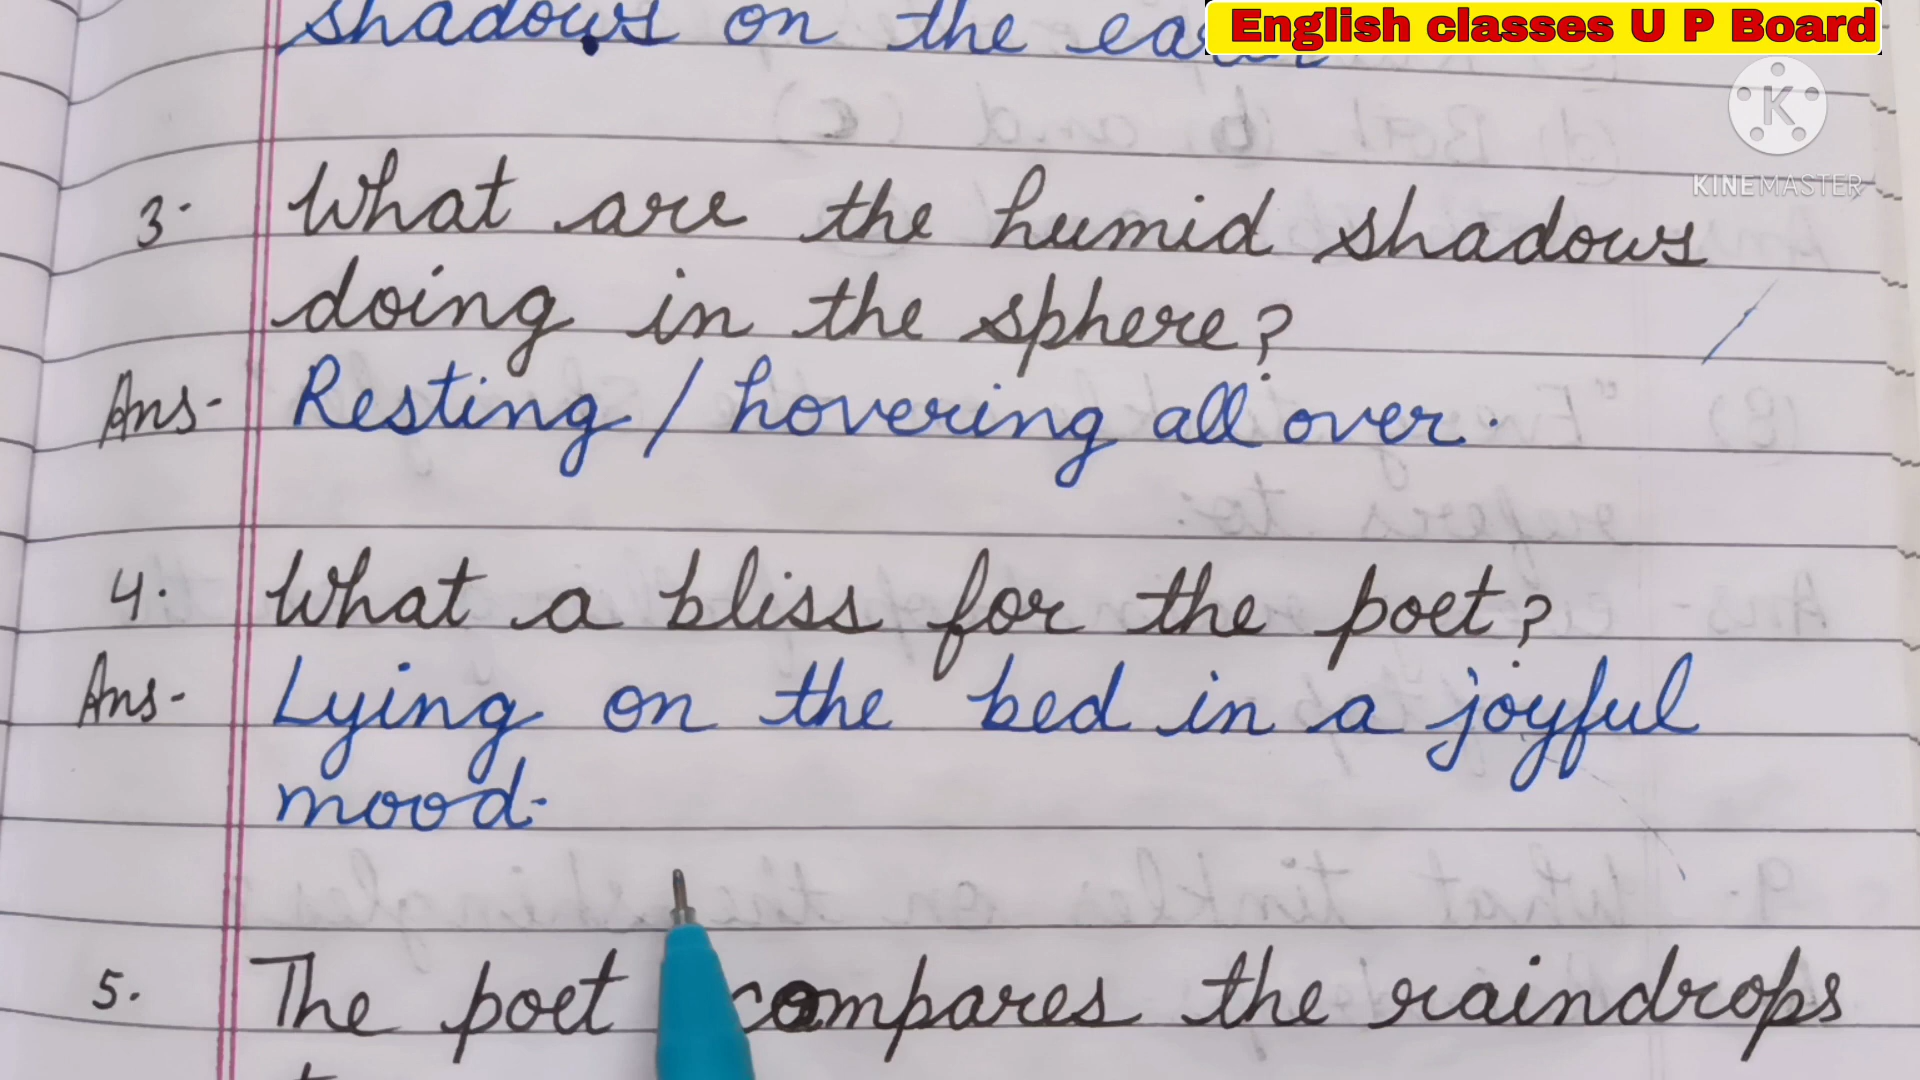 shadows on the
English classes U P Board
KINEMASTER
3. What are the humid shadows
doing in the sphere?
Ans- Resting / hovering all over.
4. What a bliss for the poet?
Ans- Lying on the bed in a joyful
mood.
5. The poet compares the raindrops